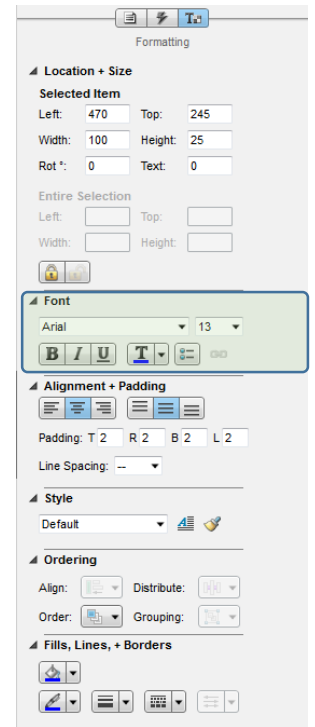 T
Formatting
Location + Size
Selected Item
Left: 470 Top: 245
Width: 100 Height: 25
Rot °: 0 Text: 0
Entire Selection
Left: Top:
Width: Height:
Font
Arial 13
B I U T
Alignment + Padding
Padding: T 2 R 2 B 2 L 2
Line Spacing: --
Style
Default A
Ordering
Align: Distribute:
Order: Grouping:
Fills, Lines, + Borders